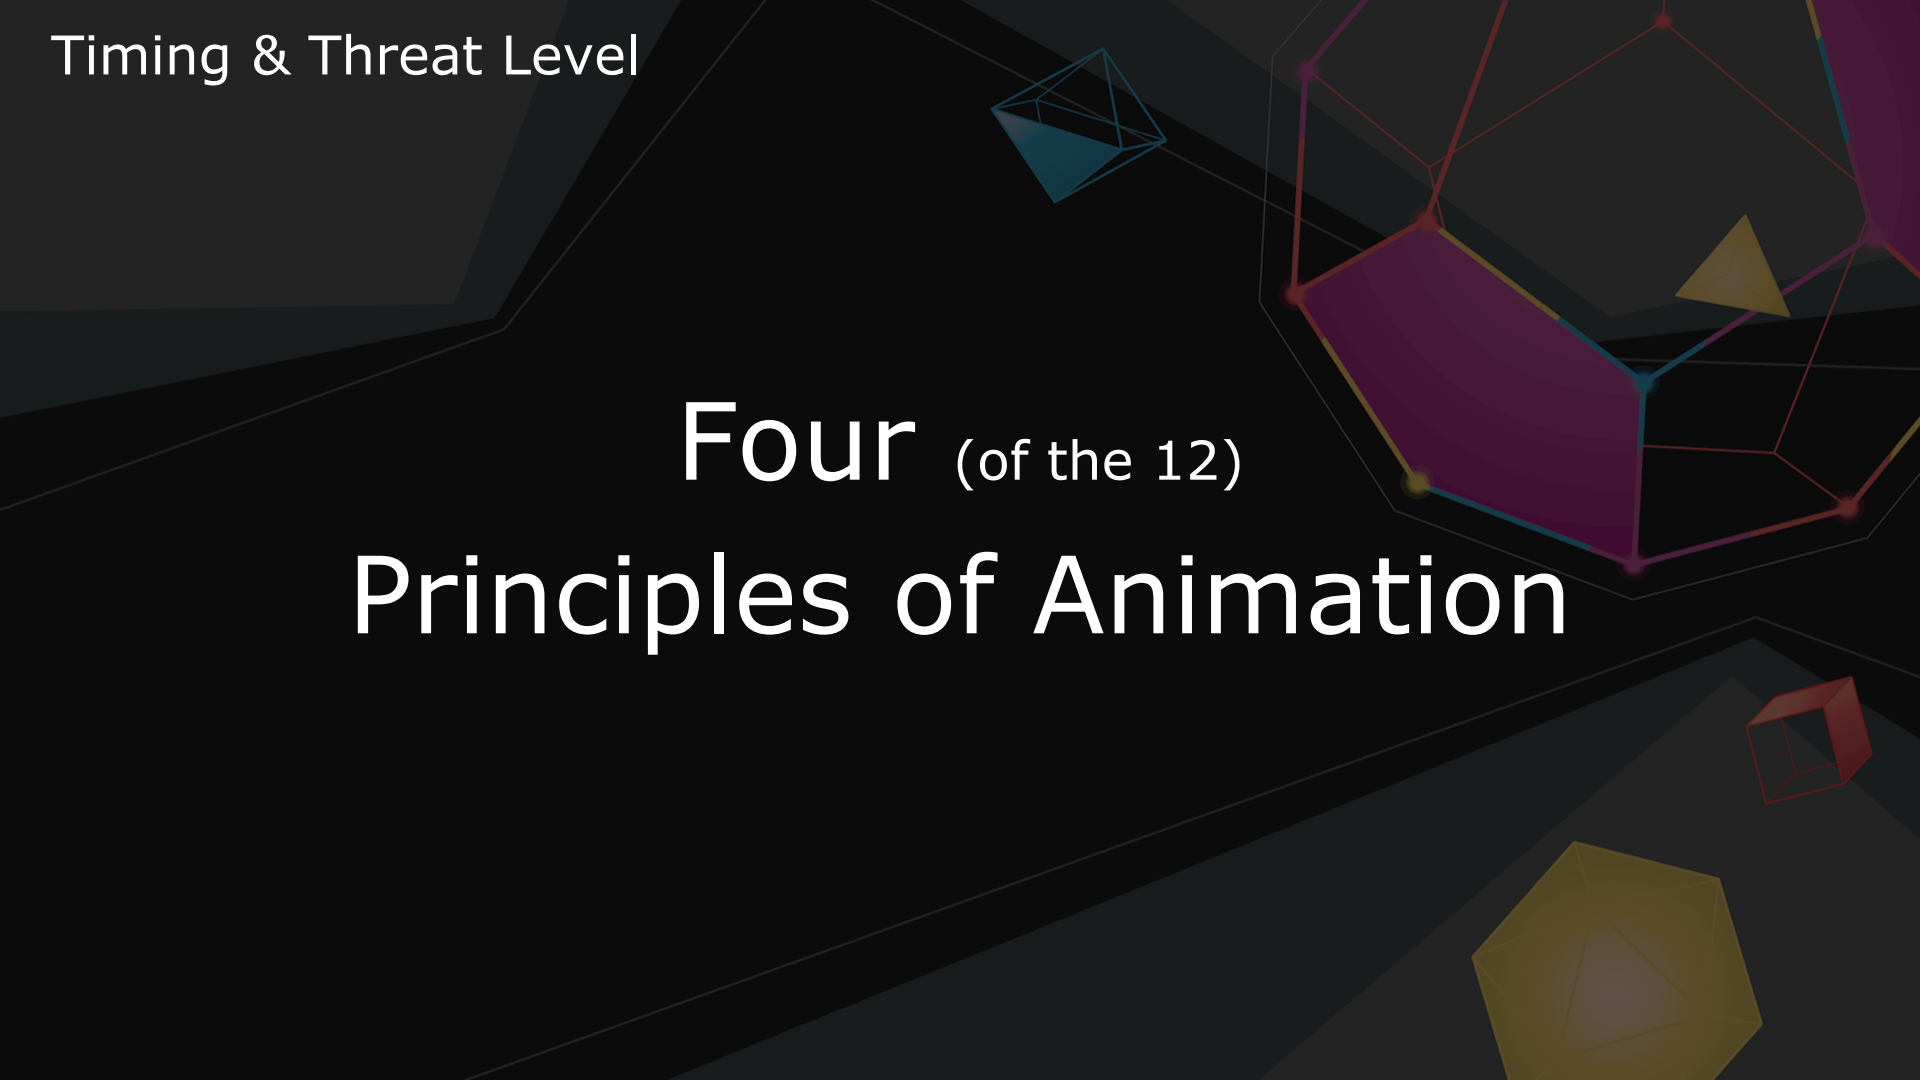 Timing & Threat Level
Four (of the 12)
Principles of Animation